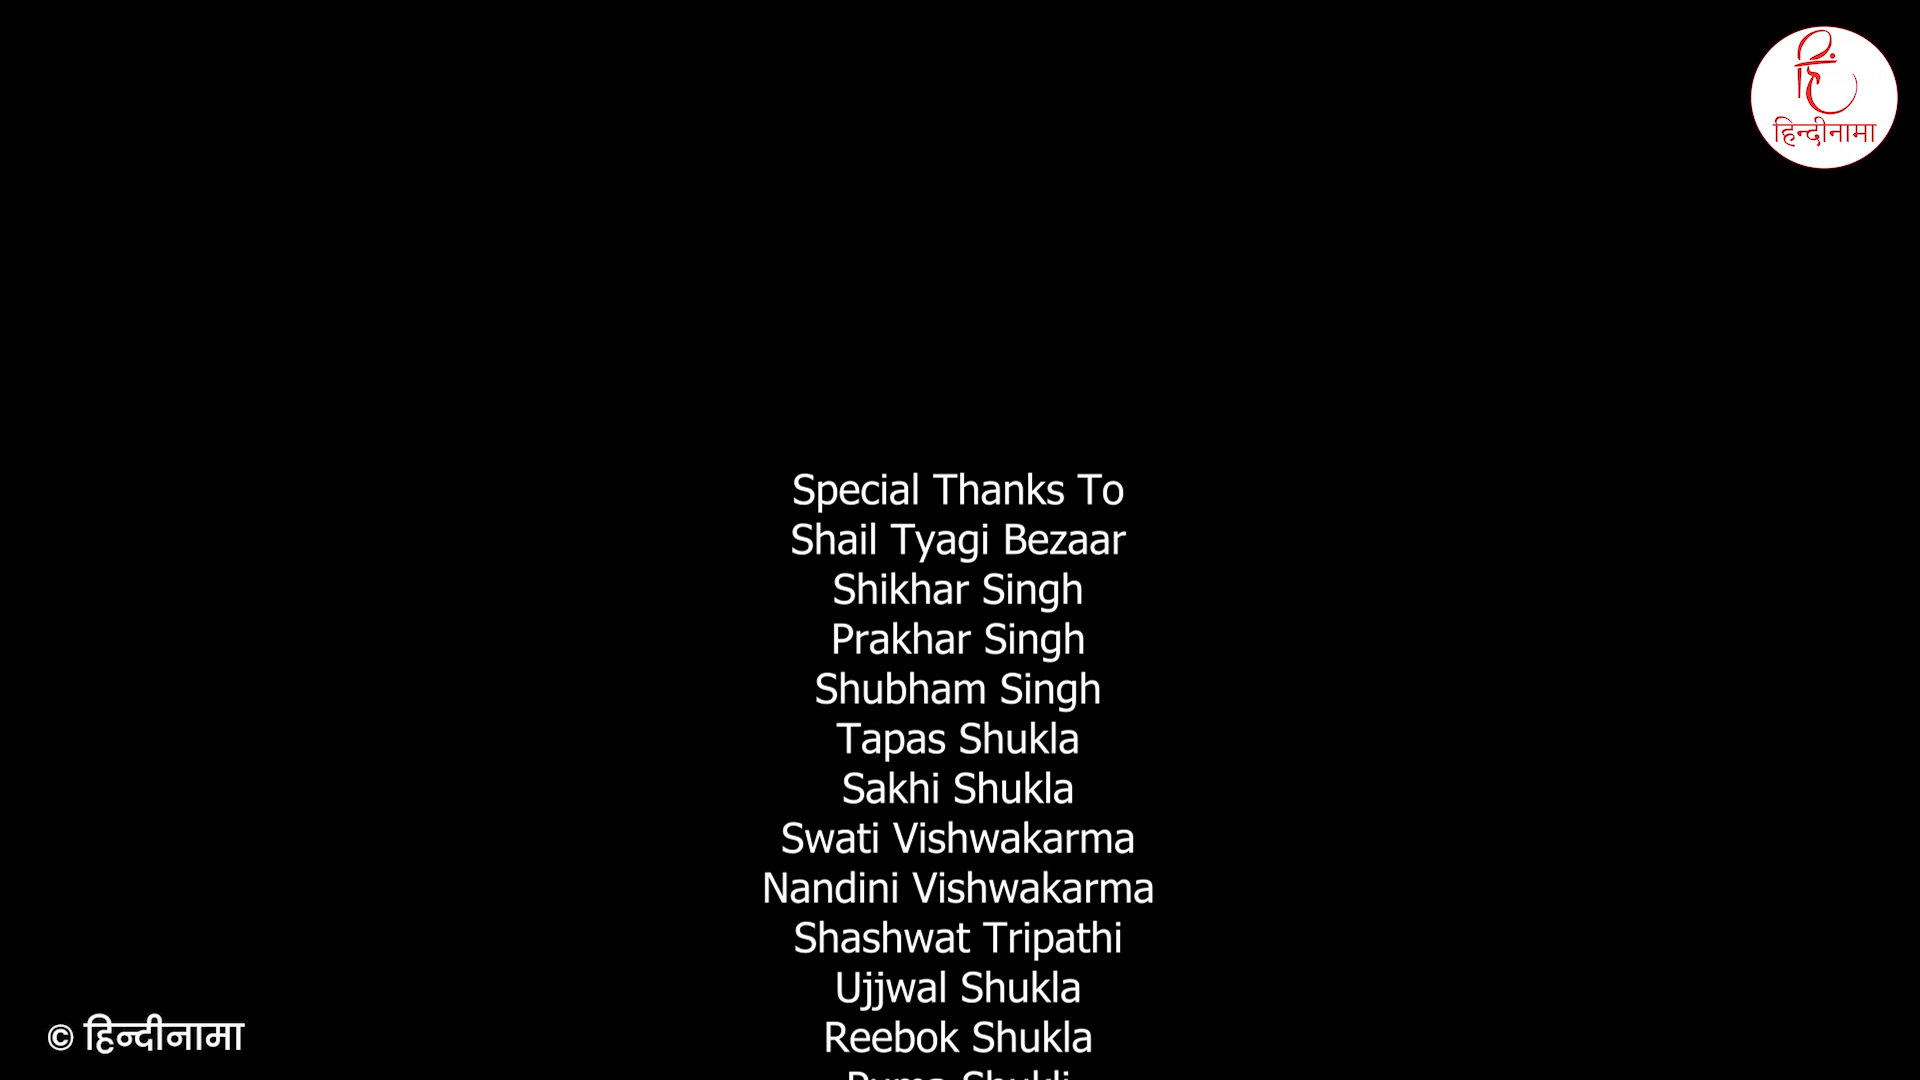 हिं
हिन्दीनामा
Special Thanks To
Shail Tyagi Bezaar
Shikhar Singh
Prakhar Singh
Shubham Singh
Tapas Shukla
Sakhi Shukla
Swati Vishwakarma
Nandini Vishwakarma
Shashwat Tripathi
Ujjwal Shukla
Reebok Shukla
© हिन्दीनामा